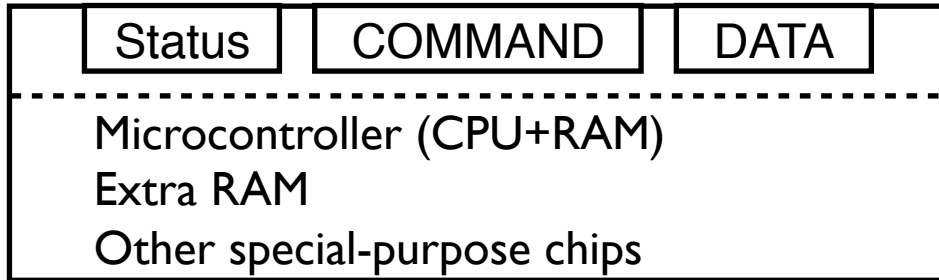 Status COMMAND DATA
Microcontroller (CPU+RAM)
Extra RAM
Other special-purpose chips